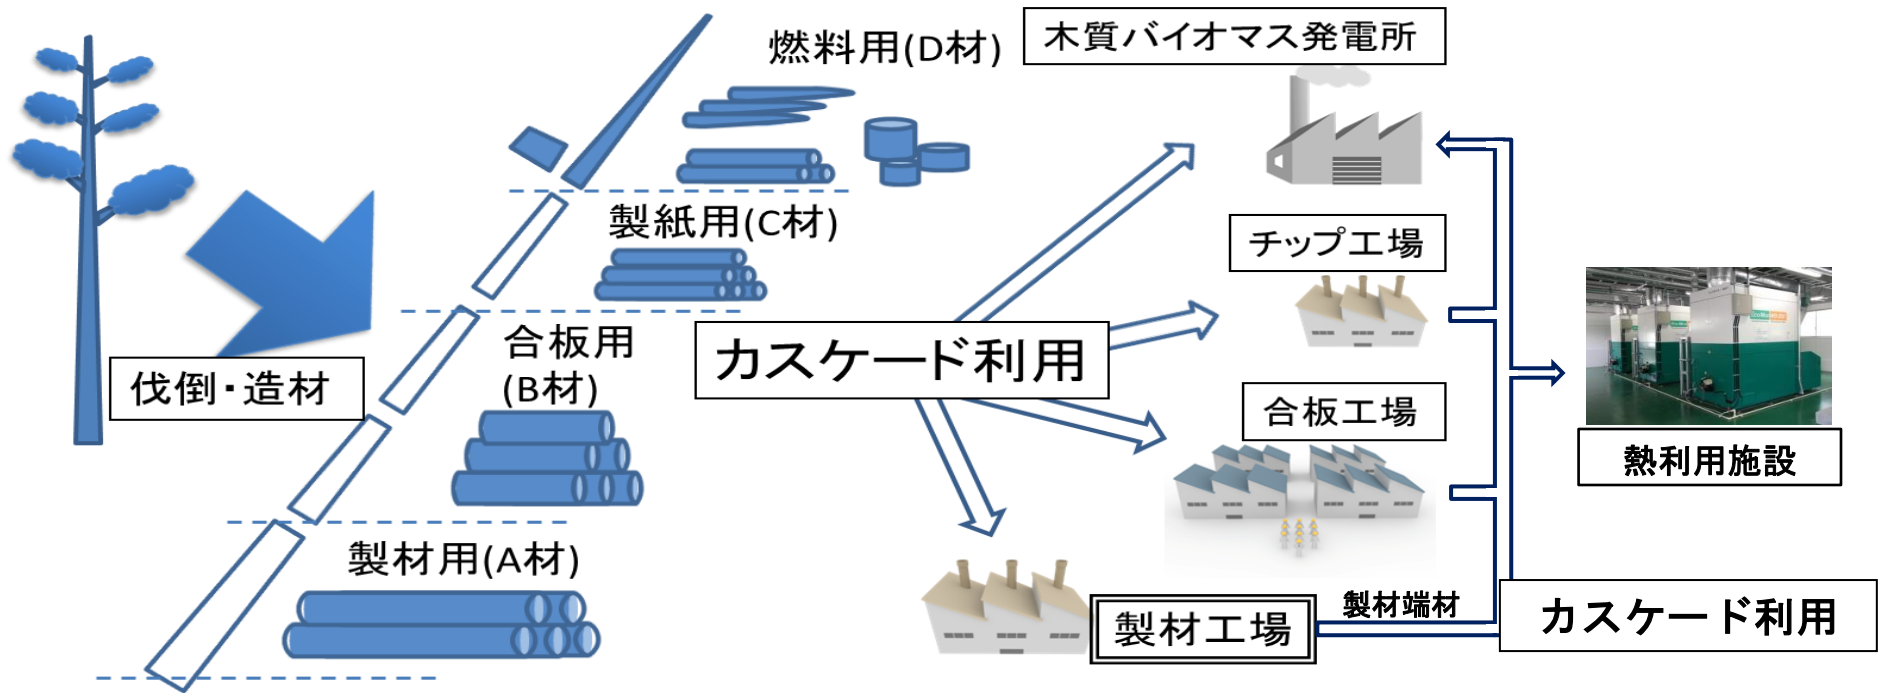 燃料用(D材)
木質バイオマス発電所
製紙用(C材)
チップ工場
合板用
(B材)
カスケード利用
伐倒・造材
合板工場
熱利用施設
製材用(A材)
製材工場
製材端材
カスケード利用